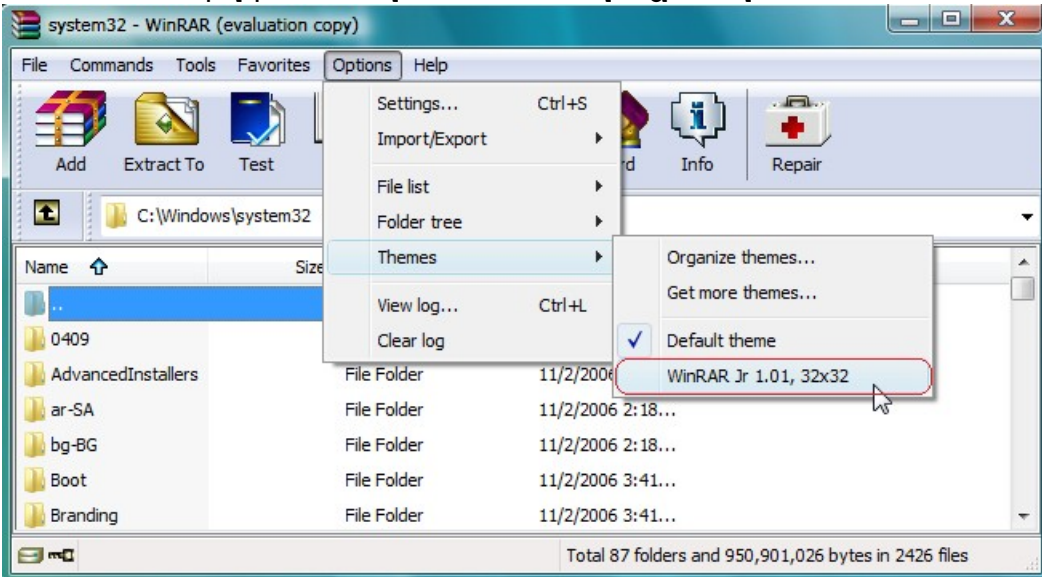 system32 - WinRAR (evaluation copy)
File Commands Tools Favorites Options Help
Settings... Ctrl+S
Import/Export
File list
Folder tree
Themes
View log... Ctrl+L
Clear log
Add Extract To Test Info Repair
C:\Windows\system32
Organize themes...
Get more themes...
Default theme
WinRAR Jr 1.01, 32x32
Name Size
..
0409
AdvancedInstallers File Folder 11/2/2006
ar-SA File Folder 11/2/2006 2:18...
bg-BG File Folder 11/2/2006 2:18...
Boot File Folder 11/2/2006 3:41...
Branding File Folder 11/2/2006 3:41...
Total 87 folders and 950,901,026 bytes in 2426 files